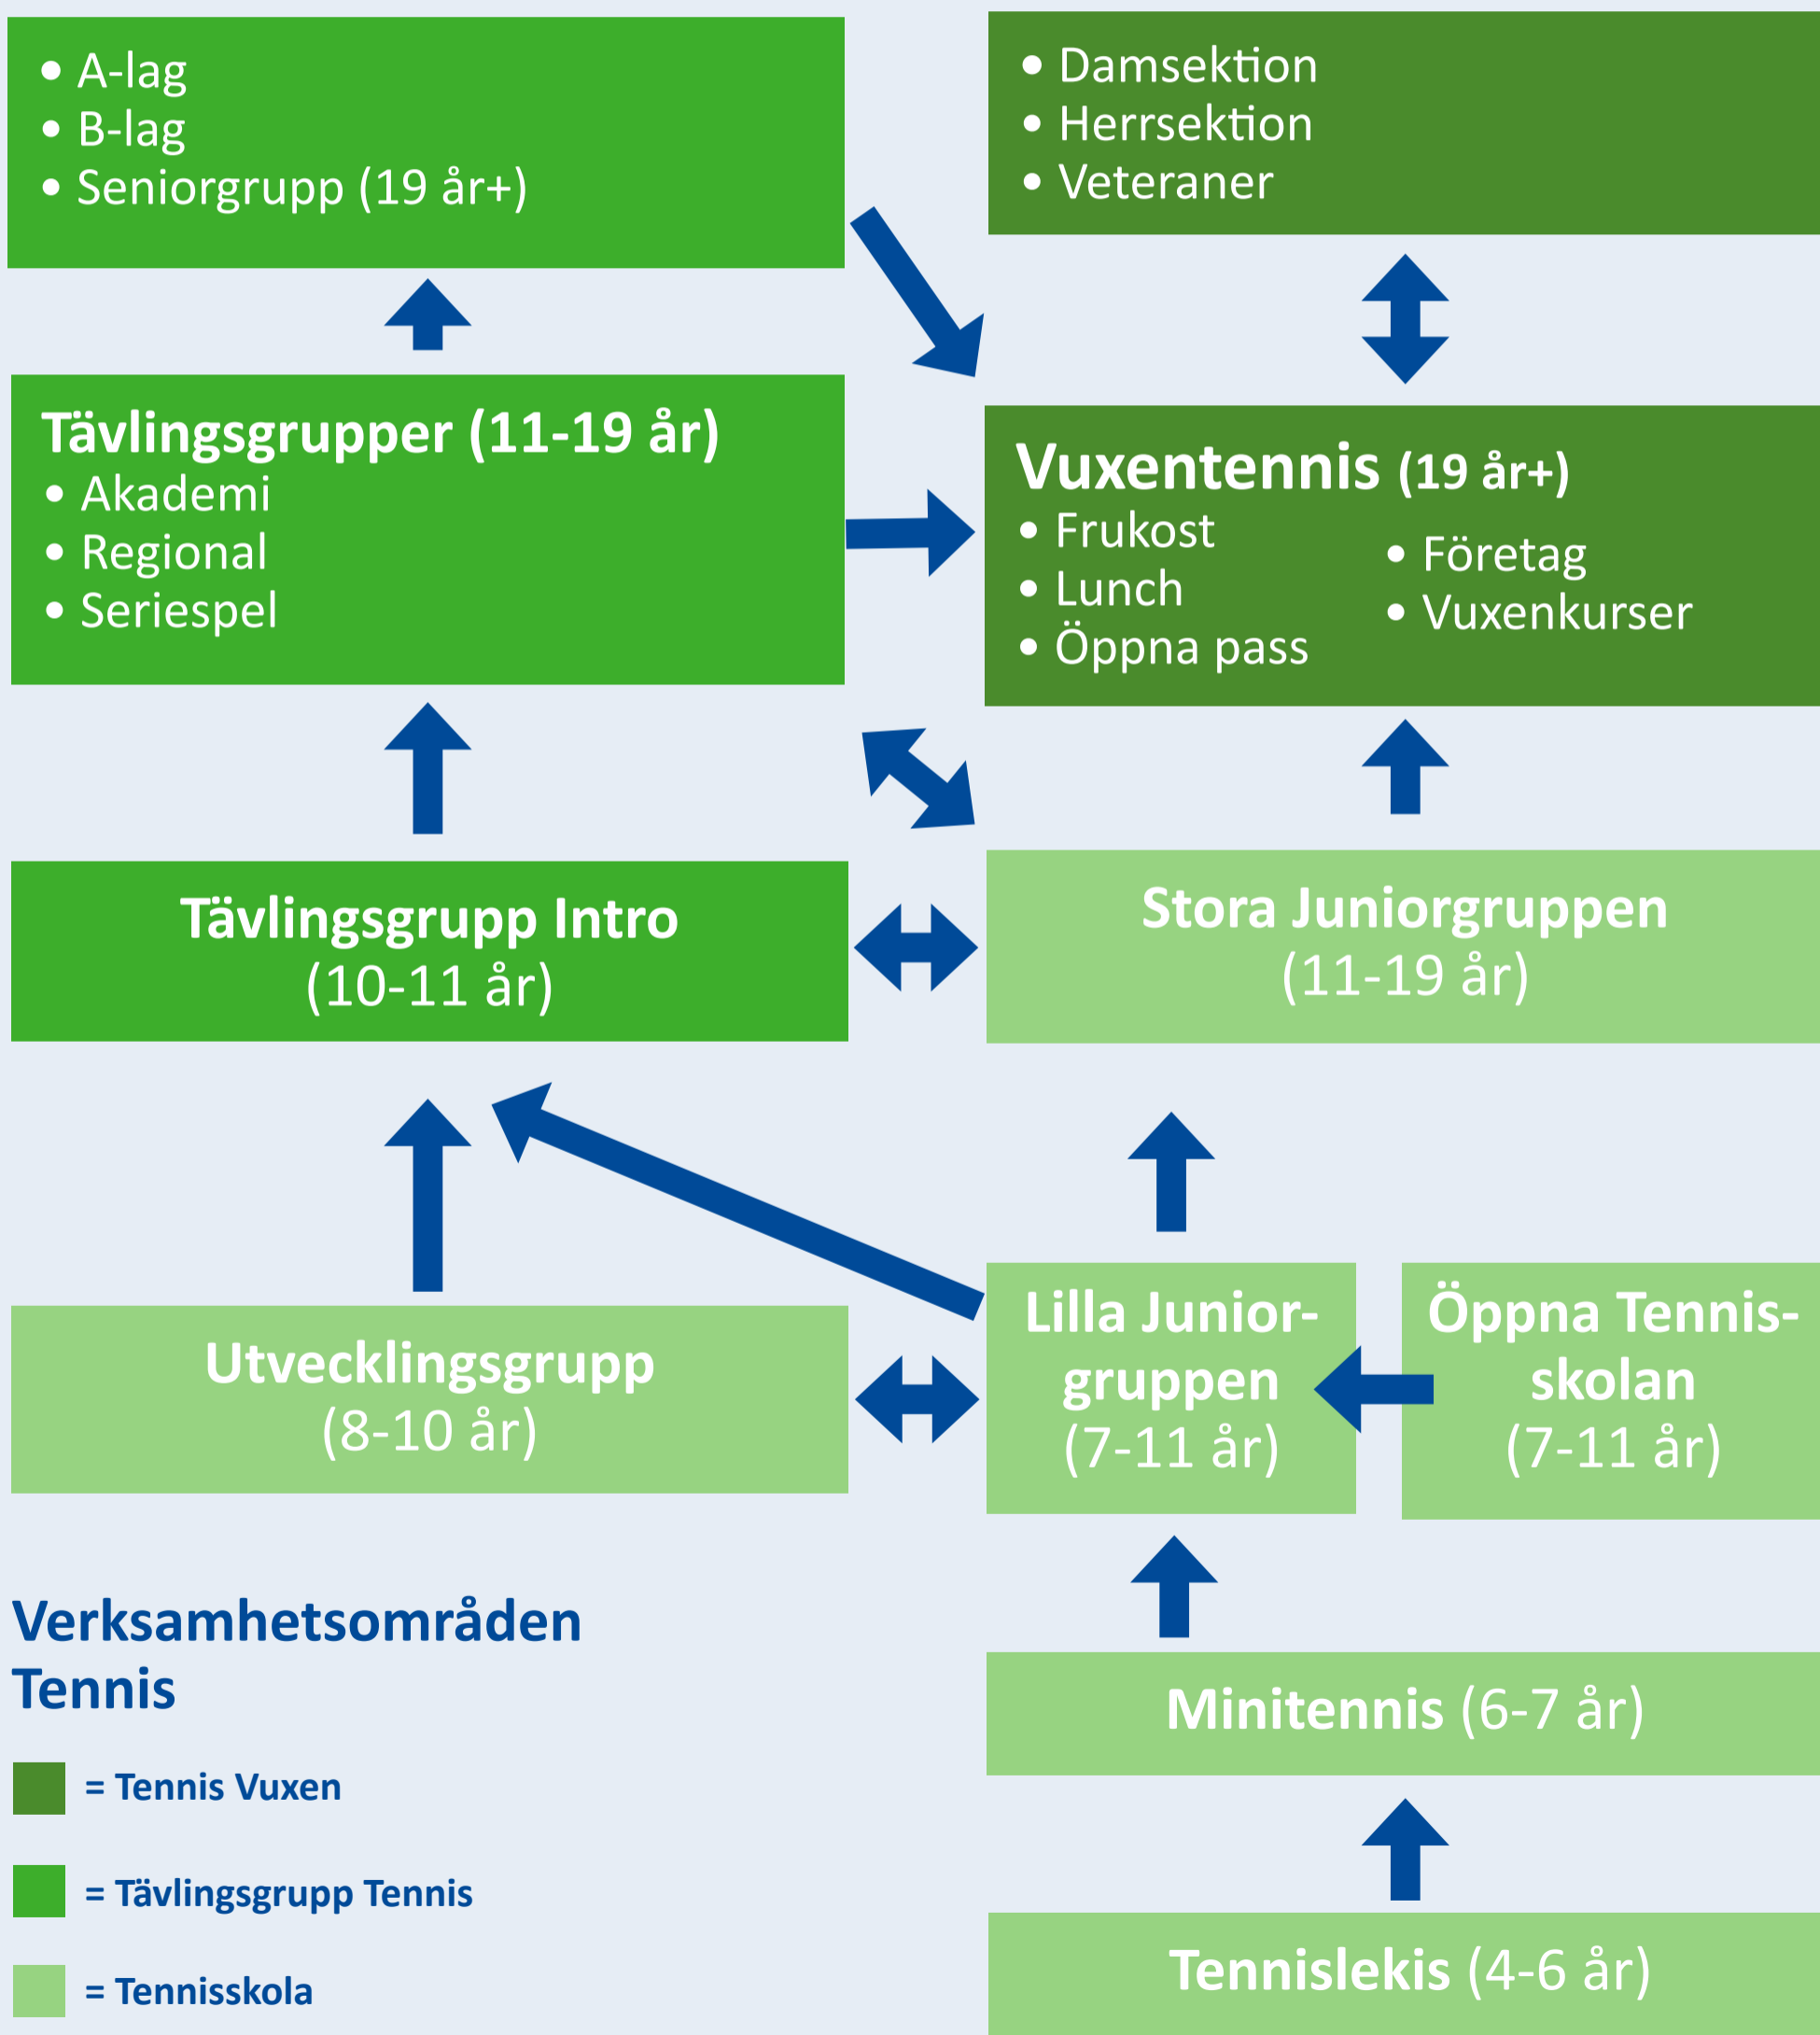 • A-lag
• B-lag
• Seniorgrupp (19 år+)
• Damsektion
• Herrsektion
• Veteraner
Tävlingsgrupper (11-19 år)
• Akademi
• Regional
• Seriespel
Vuxentennis (19 år+)
• Frukost
• Lunch
• Öppna pass
• Företag
• Vuxenkurser
Tävlingsgrupp Intro
(10-11 år)
Stora Juniorgruppen
(11-19 år)
Utvecklingsgrupp
(8-10 år)
Lilla Junior-
gruppen
(7-11 år)
Öppna Tennis-
skolan
(7-11 år)
Minitennis (6-7 år)
Tennislekis (4-6 år)
Verksamhetsområden
Tennis
= Tennis Vuxen
= Tävlingsgrupp Tennis
= Tennisskola